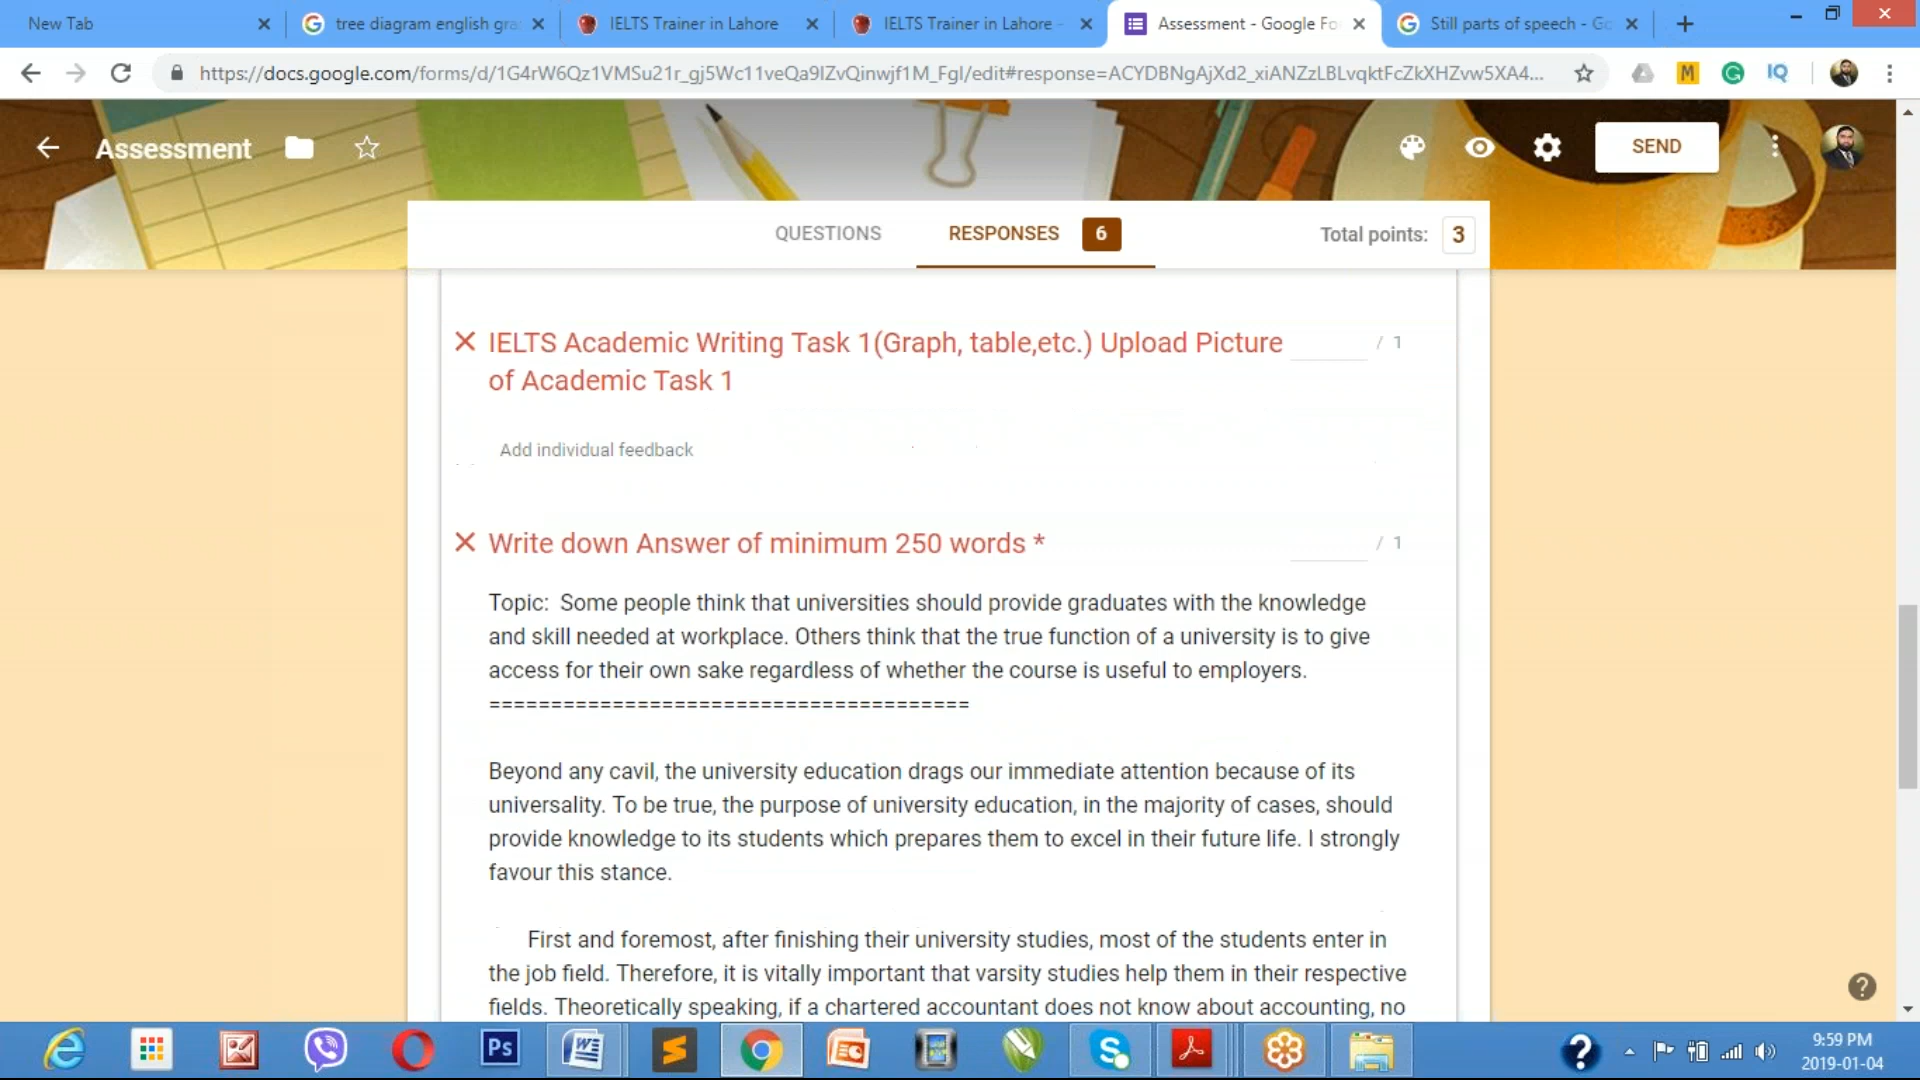 New Tab
tree diagram english gra
IELTS Trainer in Lahore
IELTS Trainer in Lahore -
Assessment - Google Fo
Still parts of speech - Go
https://docs.google.com/forms/d/1G4rW6Qz1VMSu21r_gj5Wc11veQa9IZvQinwjf1M_FgI/edit#response=ACYDBNgAjXd2_xiANZzLBLvqktFcZkXHZvw5XA4...
M
G
IQ
Assessment
SEND
QUESTIONS
RESPONSES 6
Total points: 3
IELTS Academic Writing Task 1(Graph, table,etc.) Upload Picture
of Academic Task 1
/ 1
Add individual feedback
Write down Answer of minimum 250 words *
/ 1
Topic:  Some people think that universities should provide graduates with the knowledge
and skill needed at workplace. Others think that the true function of a university is to give
access for their own sake regardless of whether the course is useful to employers.
=======================================
Beyond any cavil, the university education drags our immediate attention because of its
universality. To be true, the purpose of university education, in the majority of cases, should
provide knowledge to its students which prepares them to excel in their future life. I strongly
favour this stance.
First and foremost, after finishing their university studies, most of the students enter in
the job field. Therefore, it is vitally important that varsity studies help them in their respective
fields. Theoretically speaking, if a chartered accountant does not know about accounting, no
Ps
9:59 PM
2019-01-04